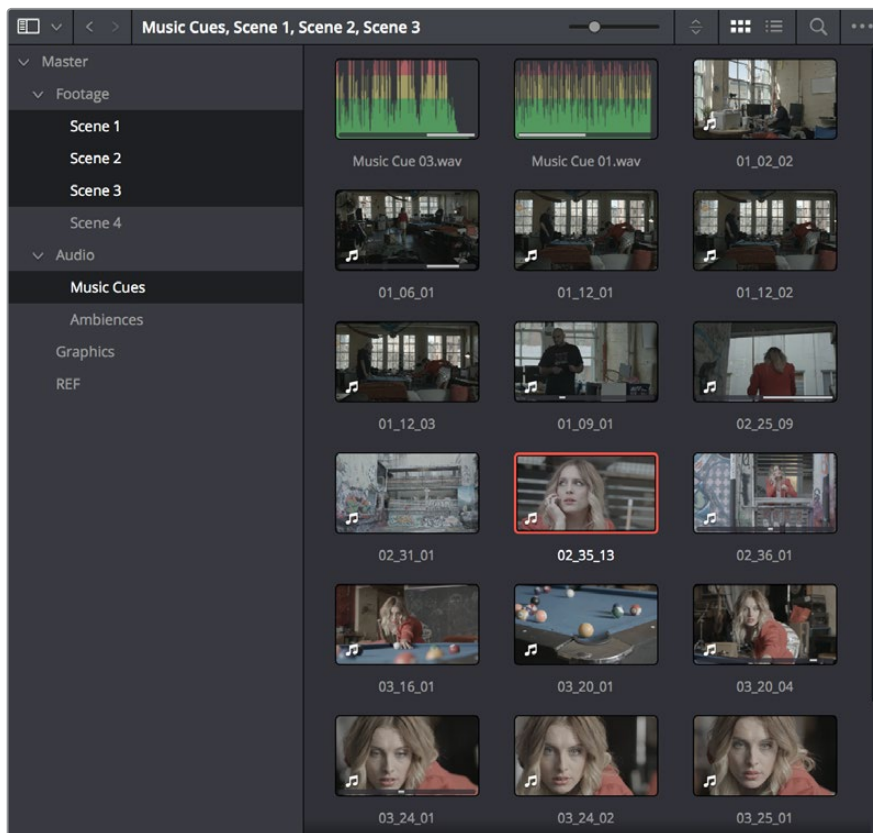 Music Cues, Scene 1, Scene 2, Scene 3
Master
Footage
Scene 1
Scene 2
Scene 3
Scene 4
Audio
Music Cues
Ambiences
Graphics
REF
Music Cue 03.wav
Music Cue 01.wav
01_02_02
01_06_01
01_12_01
01_12_02
01_12_03
01_09_01
02_25_09
02_31_01
02_35_13
02_36_01
03_16_01
03_20_01
03_20_04
03_24_01
03_24_02
03_25_01